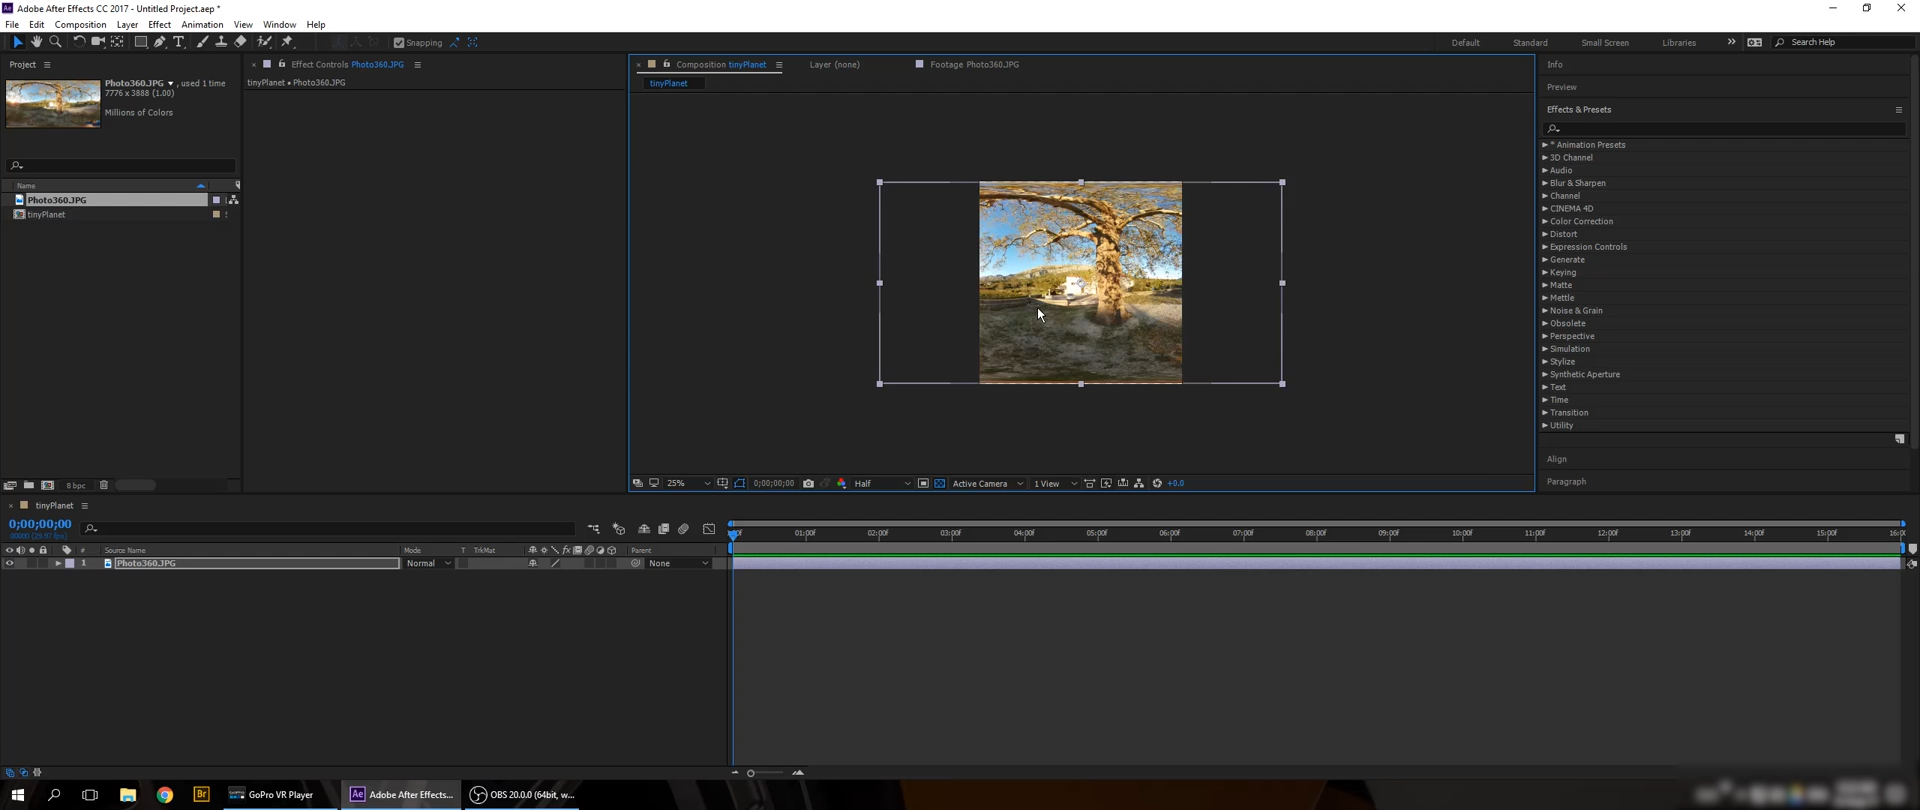 Adobe After Effects CC 2017 - Untitled Project.aep *
File Edit Composition Layer Effect Animation View Window Help
Snapping
Default Standard Small Screen Libraries Search Help
Project
Photo360.JPG , used 1 time
7776 x 3888 (1.00)
Millions of Colors
Name
Photo360.JPG
tinyPlanet
8 bpc
Effect Controls Photo360.JPG
tinyPlanet • Photo360.JPG
Composition tinyPlanet
Layer (none)
Footage Photo360.JPG
tinyPlanet
25% 0;00;00;00 Half Active Camera 1 View +0.0
Info
Preview
Effects & Presets
* Animation Presets
3D Channel
Audio
Blur & Sharpen
Channel
CINEMA 4D
Color Correction
Distort
Expression Controls
Generate
Keying
Matte
Mettle
Noise & Grain
Obsolete
Perspective
Simulation
Stylize
Synthetic Aperture
Text
Time
Transition
Utility
Align
Paragraph
tinyPlanet
0;00;00;00
00000 (29.97 fps)
01:00f 02:00f 03:00f 04:00f 05:00f 06:00f 07:00f 08:00f 09:00f 10:00f 11:00f 12:00f 13:00f 14:00f 15:00f
# Source Name Mode T TrkMat Parent
1 Photo360.JPG Normal None
GoPro VR Player
Adobe After Effects...
OBS 20.0.0 (64bit, w...
Ae
Br
Ae